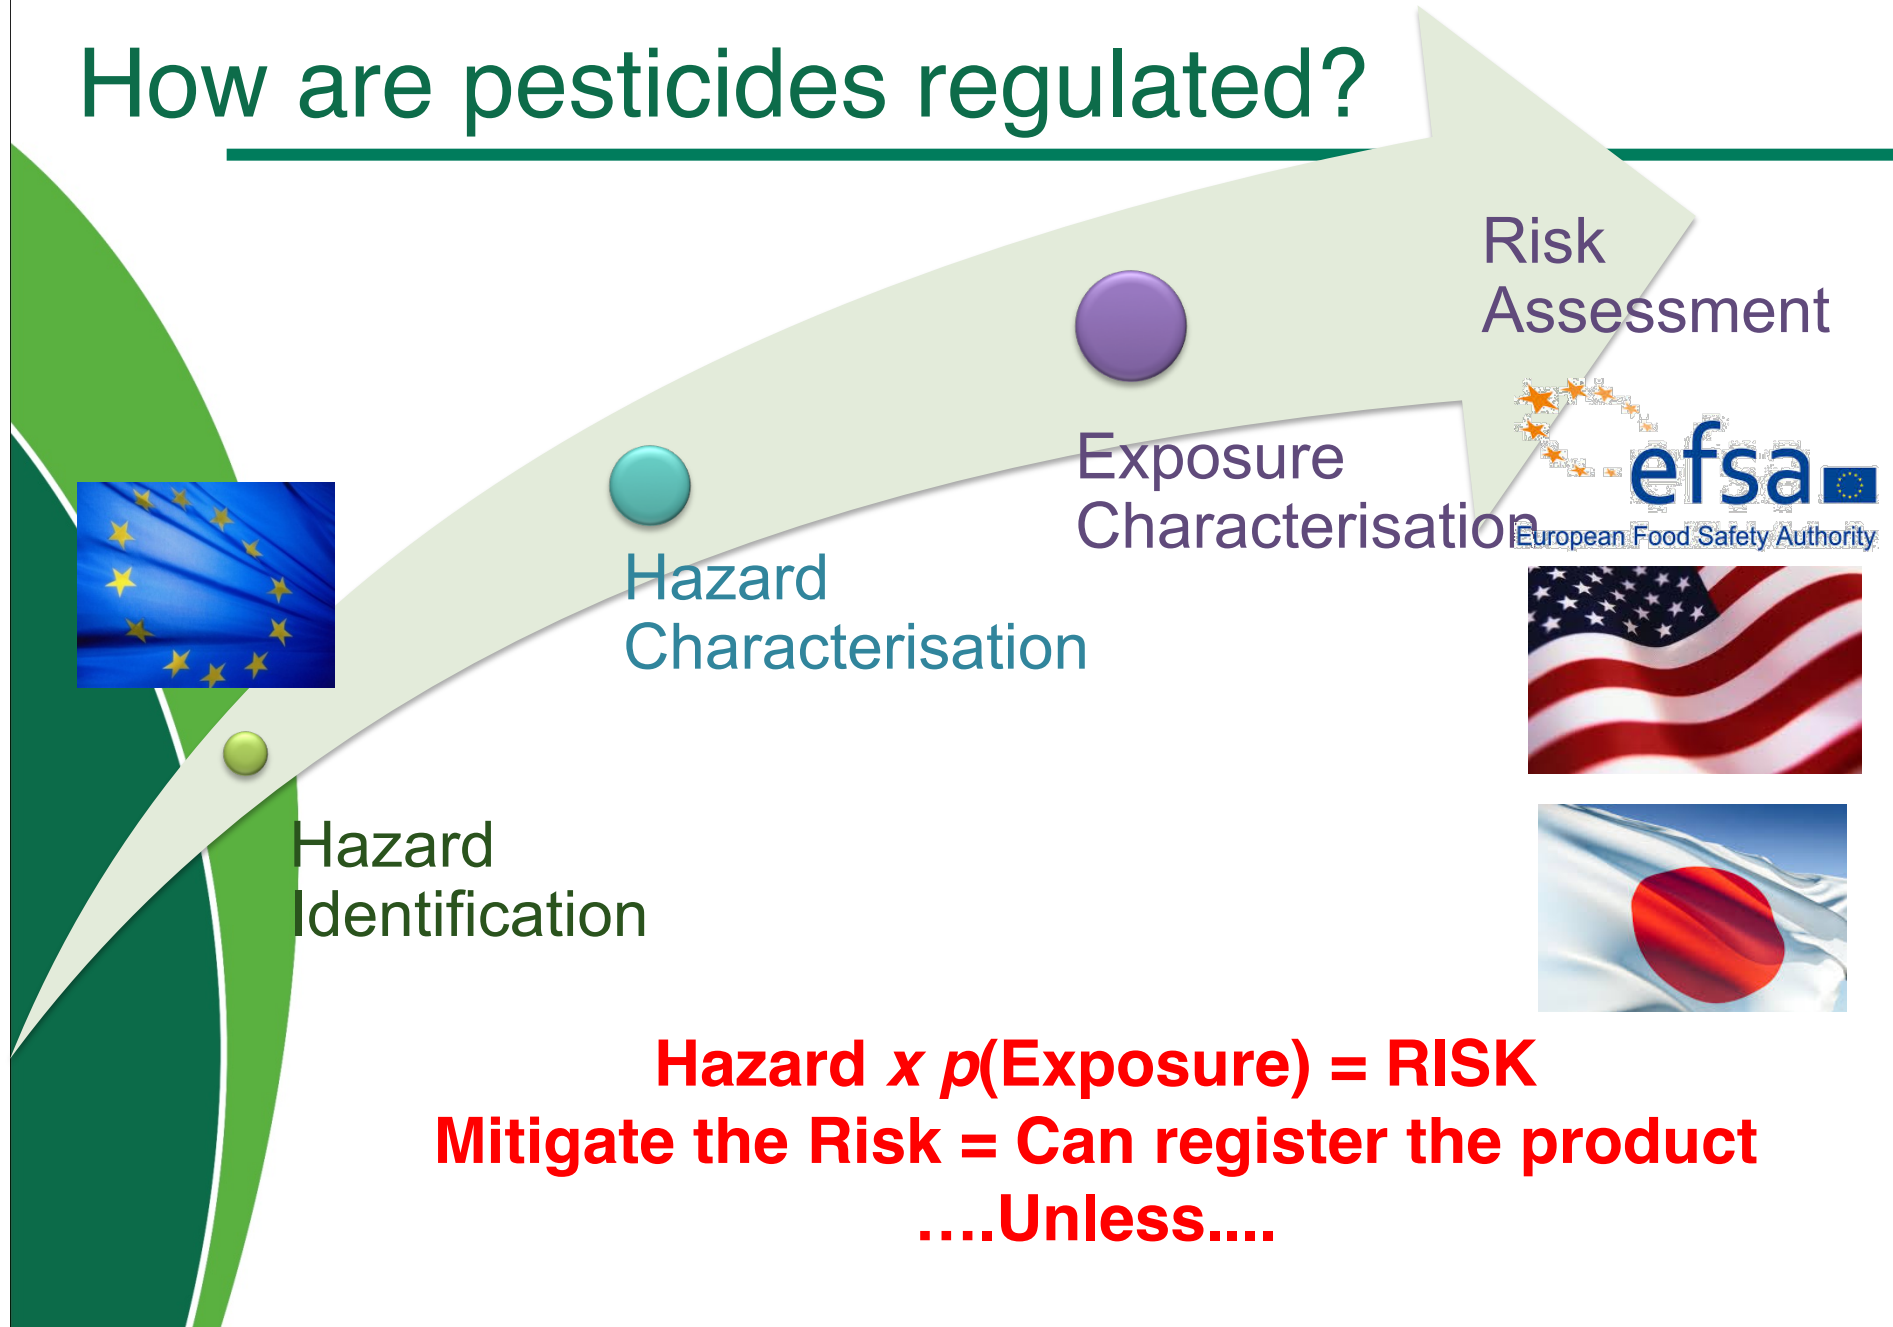 How are pesticides regulated?
Risk
Assessment
efsa
European Food Safety Authority
Exposure
Characterisation
Hazard
Characterisation
Hazard
Identification
Hazard x p(Exposure) = RISK
Mitigate the Risk = Can register the product
....Unless....